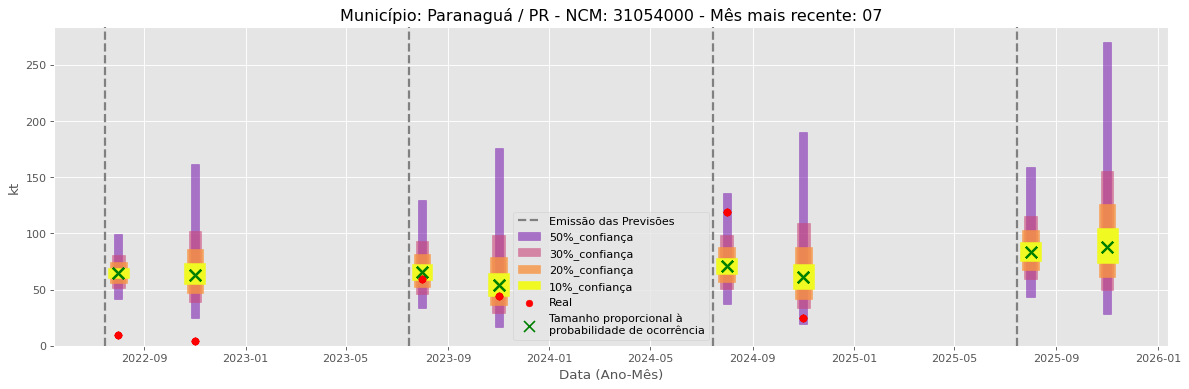 Município: Paranaguá / PR - NCM: 31054000 - Mês mais recente: 07
kt
250
200
150
100
50
0
Emissão das Previsões
50%_confiança
30%_confiança
20%_confiança
10%_confiança
Real
Tamanho proporcional à
probabilidade de ocorrência
2022-09 2023-01 2023-05 2023-09 2024-01 2024-05 2024-09 2025-01 2025-05 2025-09 2026-01
Data (Ano-Mês)